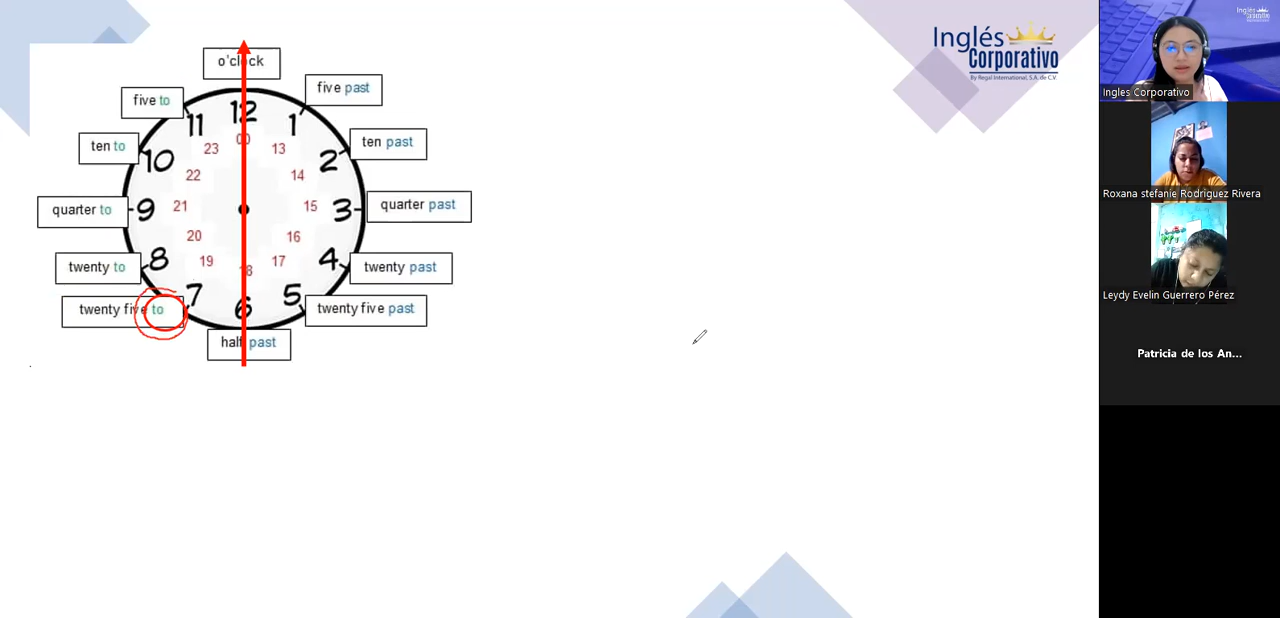 o'clock
five past
ten past
quarter past
twenty past
twenty five past
half past
twenty five to
twenty to
quarter to
ten to
five to
12
1
2
3
4
5
6
7
8
9
10
11
00
13
14
15
16
17
18
19
20
21
22
23
Inglés
Corporativo
By Regal International, S.A. de C.V.
Inglés
Ingles Corporativo
Roxana stefanie Rodriguez Rivera
Leydy Evelin Guerrero Pérez
Patricia de los An...